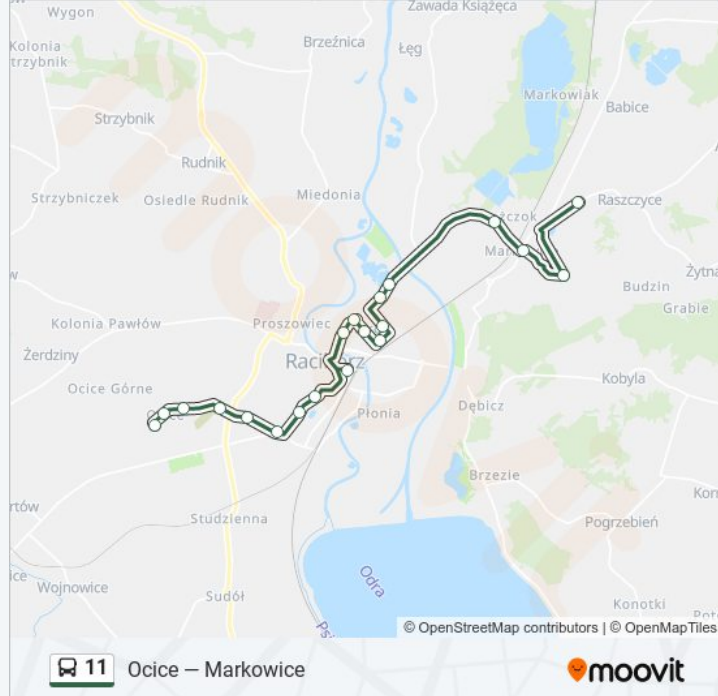 Zawada Książęca
Wygon
Brzeźnica
Łęg
Kolonia
Strzybnik
Markowiak
Babice
Strzybnik
Rudnik
Strzybniczek
Osiedle Rudnik
Miedonia
Raszczyce
Budzin
Żytna
Grabie
Kolonia Pawłów
Proszowiec
Żerdziny
Ocice Górne
Kobyla
Płonia
Dębicz
Brzezie
Studzienna
Pogrzebień
Wojnowice
Sudół
Odra
Konotki
© OpenStreetMap contributors | © OpenMapTiles
11 Ocice — Markowice
moovit